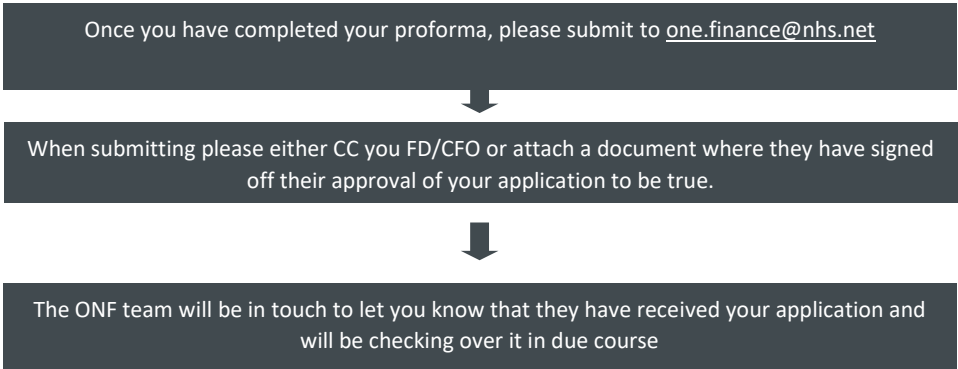 Once you have completed your proforma, please submit to one.finance@nhs.net
When submitting please either CC you FD/CFO or attach a document where they have signed
off their approval of your application to be true.
The ONF team will be in touch to let you know that they have received your application and
will be checking over it in due course